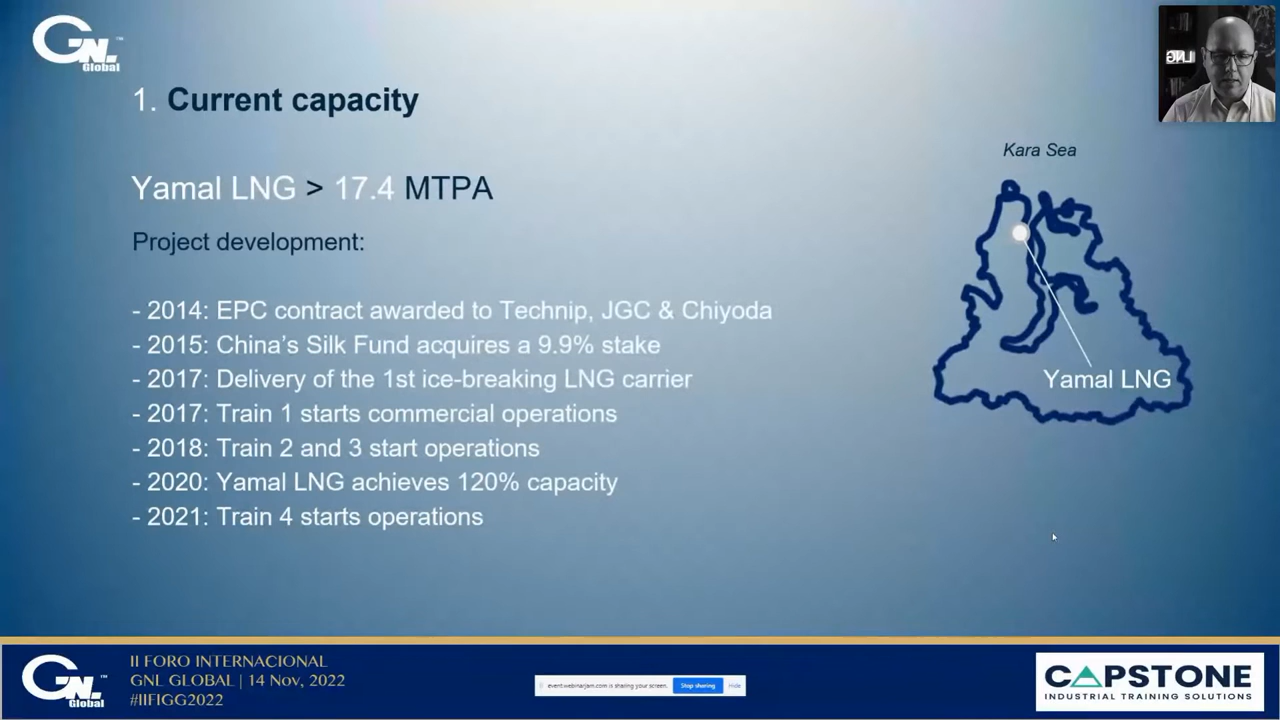 GNL™
Global
LNG
1. Current capacity
Kara Sea
Yamal LNG > 17.4 MTPA
Project development:
- 2014: EPC contract awarded to Technip, JGC & Chiyoda
- 2015: China’s Silk Fund acquires a 9.9% stake
- 2017: Delivery of the 1st ice-breaking LNG carrier
- 2017: Train 1 starts commercial operations
- 2018: Train 2 and 3 start operations
- 2020: Yamal LNG achieves 120% capacity
- 2021: Train 4 starts operations
Yamal LNG
GNL™
Global
II FORO INTERNACIONAL
GNL GLOBAL | 14 Nov, 2022
#IIFIGG2022
event.webinarjam.com is sharing your screen. Stop sharing Hide
CAPSTONE
INDUSTRIAL TRAINING SOLUTIONS